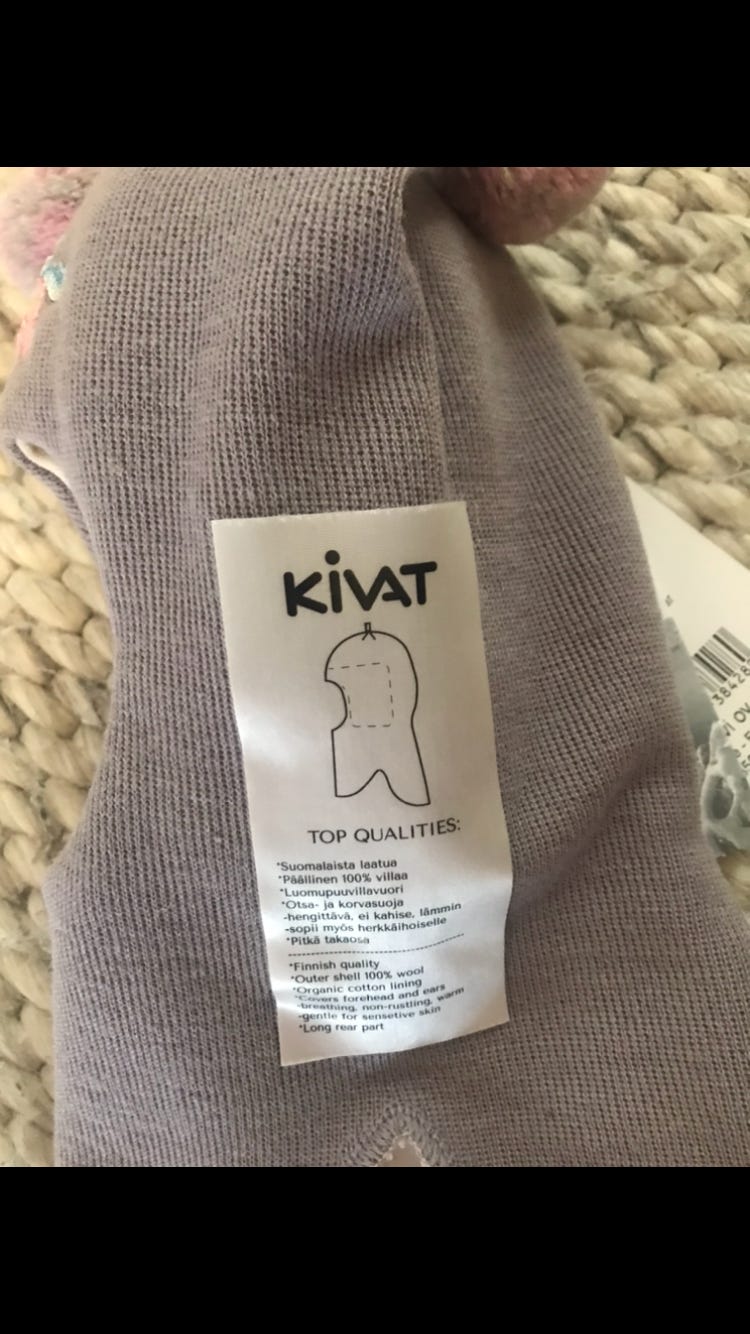 KiVAT
TOP QUALITIES:
*Suomalaista laatua
*Päällinen 100% villaa
*Luomupuuvillavuori
*Otsa- ja korvasuoja
-hengittävä, ei kahise, lämmin
-sopii myös herkkäihoiselle
*Pitkä takaosa
*Finnish quality
*Outer shell 100% wool
*Organic cotton lining
*Covers forehead and ears
-breathing, non-rustling, warm
-gentle for sensetive skin
*Long rear part
38428